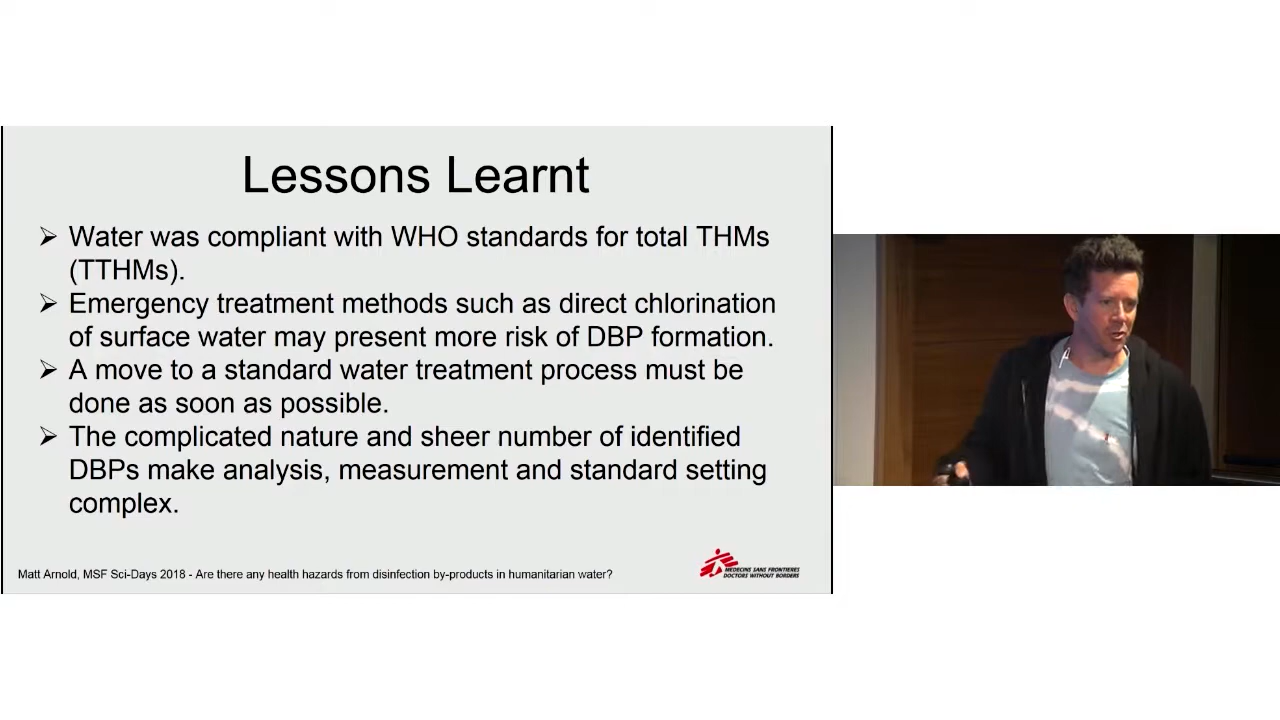 Lessons Learnt
Water was compliant with WHO standards for total THMs
(TTHMs).
Emergency treatment methods such as direct chlorination
of surface water may present more risk of DBP formation.
A move to a standard water treatment process must be
done as soon as possible.
The complicated nature and sheer number of identified
DBPs make analysis, measurement and standard setting
complex.
Matt Arnold, MSF Sci-Days 2018 - Are there any health hazards from disinfection by-products in humanitarian water?
MEDECINS SANS FRONTIERES
DOCTORS WITHOUT BORDERS